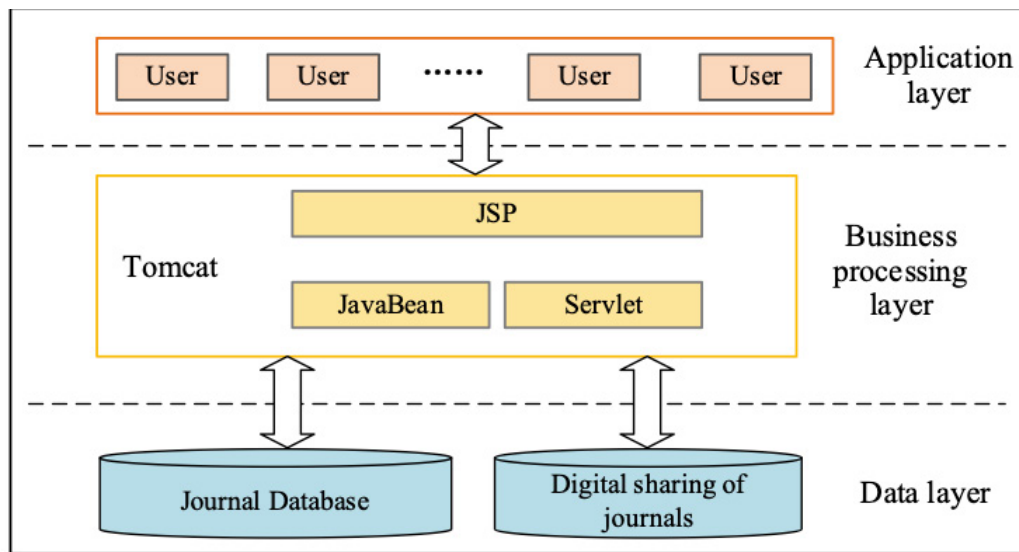 User User ...... User User
Application
layer
JSP
Tomcat
JavaBean Servlet
Business
processing
layer
Journal Database
Digital sharing of
journals
Data layer